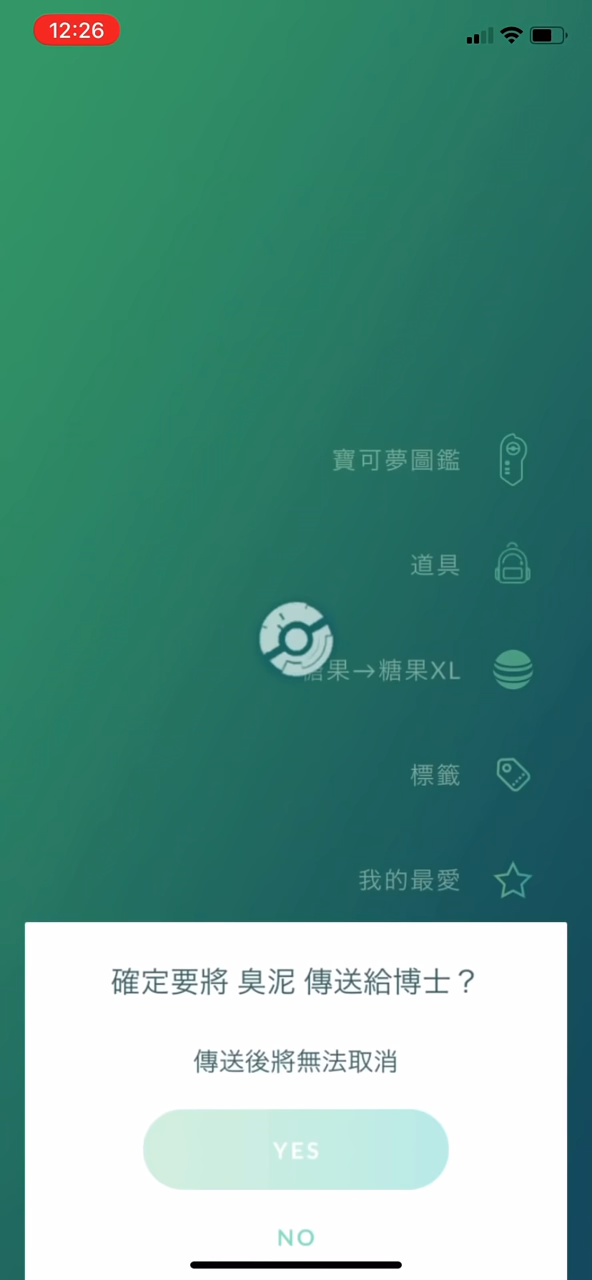 12:26
寶可夢圖鑑
道具
糖果→糖果XL
標籤
我的最愛
確定要將 臭泥 傳送給博士？
傳送後將無法取消
YES
NO